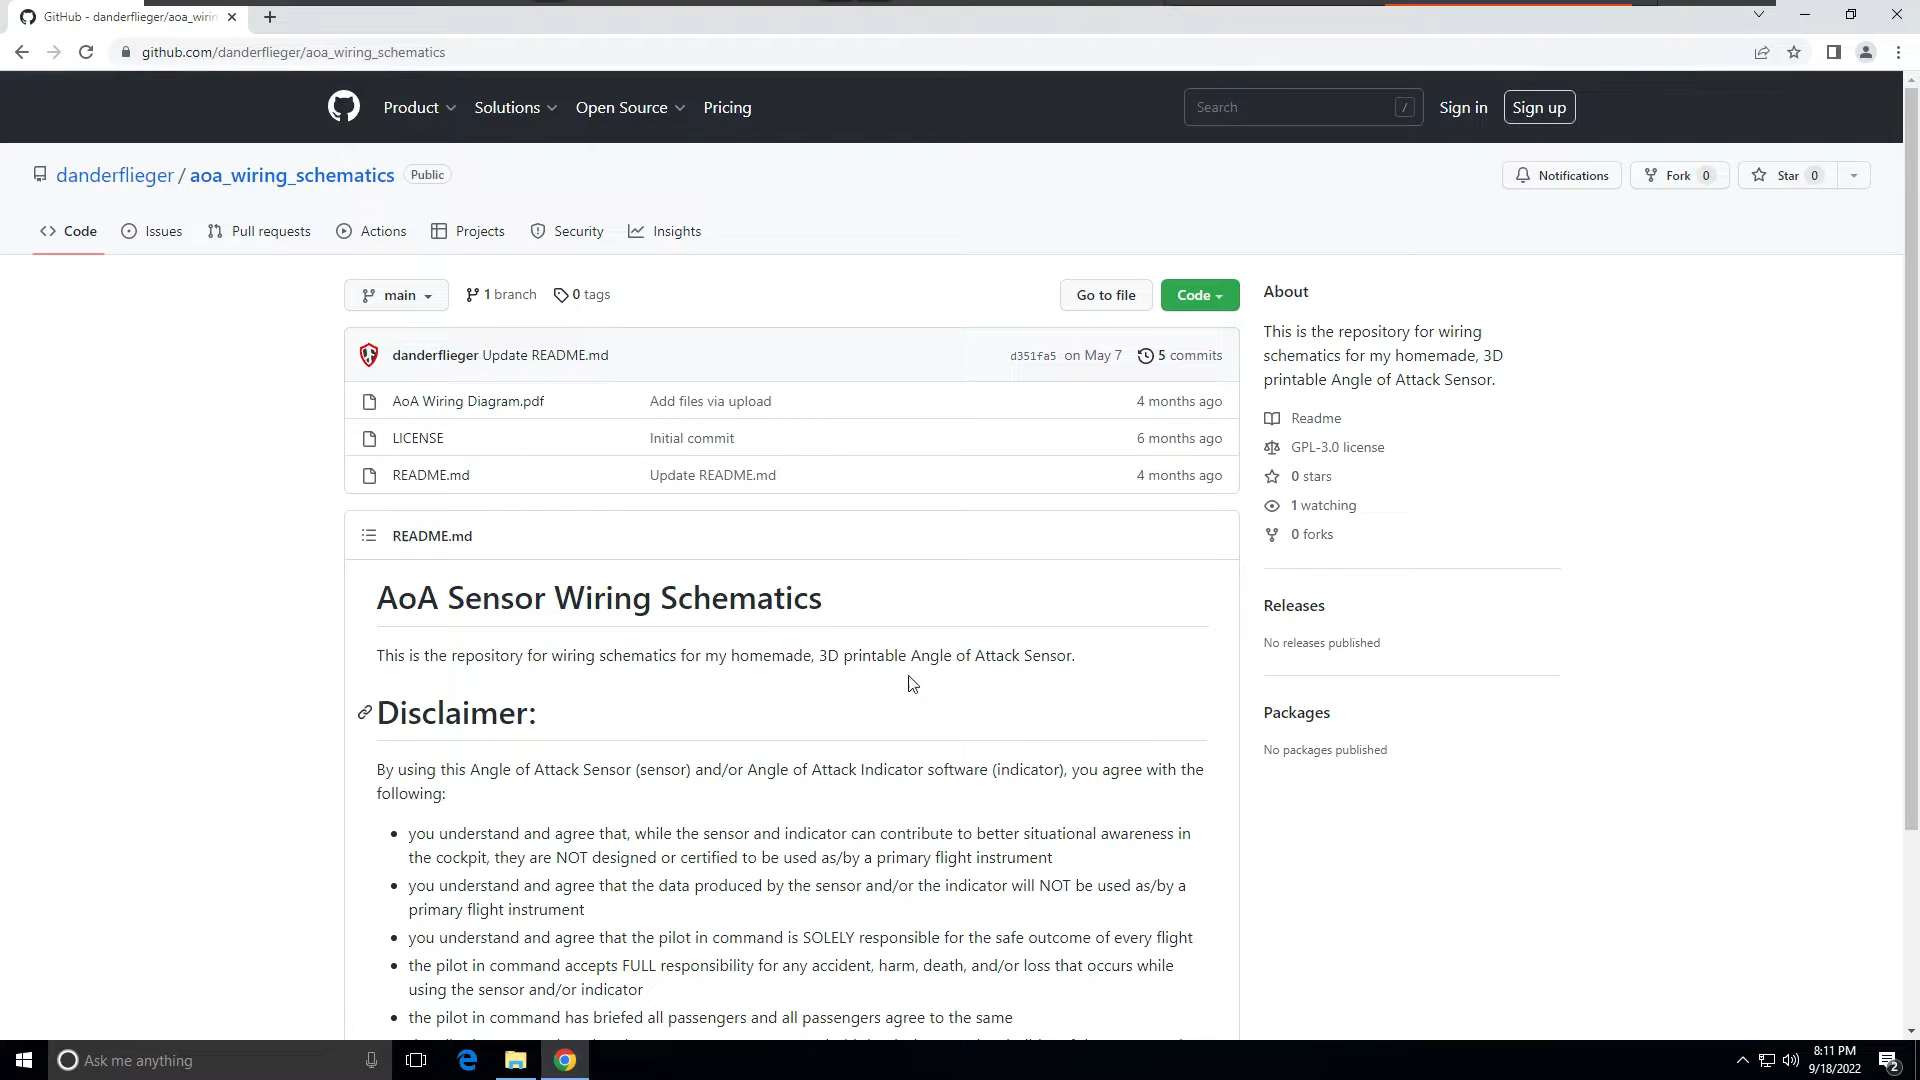 GitHub - danderflieger/aoa_wirin
github.com/danderflieger/aoa_wiring_schematics
Product
Solutions
Open Source
Pricing
Search
/
Sign in
Sign up
danderflieger / aoa_wiring_schematics
Public
Notifications
Fork 0
Star 0
Code
Issues
Pull requests
Actions
Projects
Security
Insights
main
1 branch
0 tags
Go to file
Code
danderflieger Update README.md
d351fa5 on May 7
5 commits
AoA Wiring Diagram.pdf
Add files via upload
4 months ago
LICENSE
Initial commit
6 months ago
README.md
Update README.md
4 months ago
README.md
AoA Sensor Wiring Schematics
This is the repository for wiring schematics for my homemade, 3D printable Angle of Attack Sensor.
Disclaimer:
By using this Angle of Attack Sensor (sensor) and/or Angle of Attack Indicator software (indicator), you agree with the
following:
• you understand and agree that, while the sensor and indicator can contribute to better situational awareness in
the cockpit, they are NOT designed or certified to be used as/by a primary flight instrument
• you understand and agree that the data produced by the sensor and/or the indicator will NOT be used as/by a
primary flight instrument
• you understand and agree that the pilot in command is SOLELY responsible for the safe outcome of every flight
• the pilot in command accepts FULL responsibility for any accident, harm, death, and/or loss that occurs while
using the sensor and/or indicator
• the pilot in command has briefed all passengers and all passengers agree to the same
About
This is the repository for wiring
schematics for my homemade, 3D
printable Angle of Attack Sensor.
Readme
GPL-3.0 license
0 stars
1 watching
0 forks
Releases
No releases published
Packages
No packages published
Ask me anything
8:11 PM
9/18/2022
2